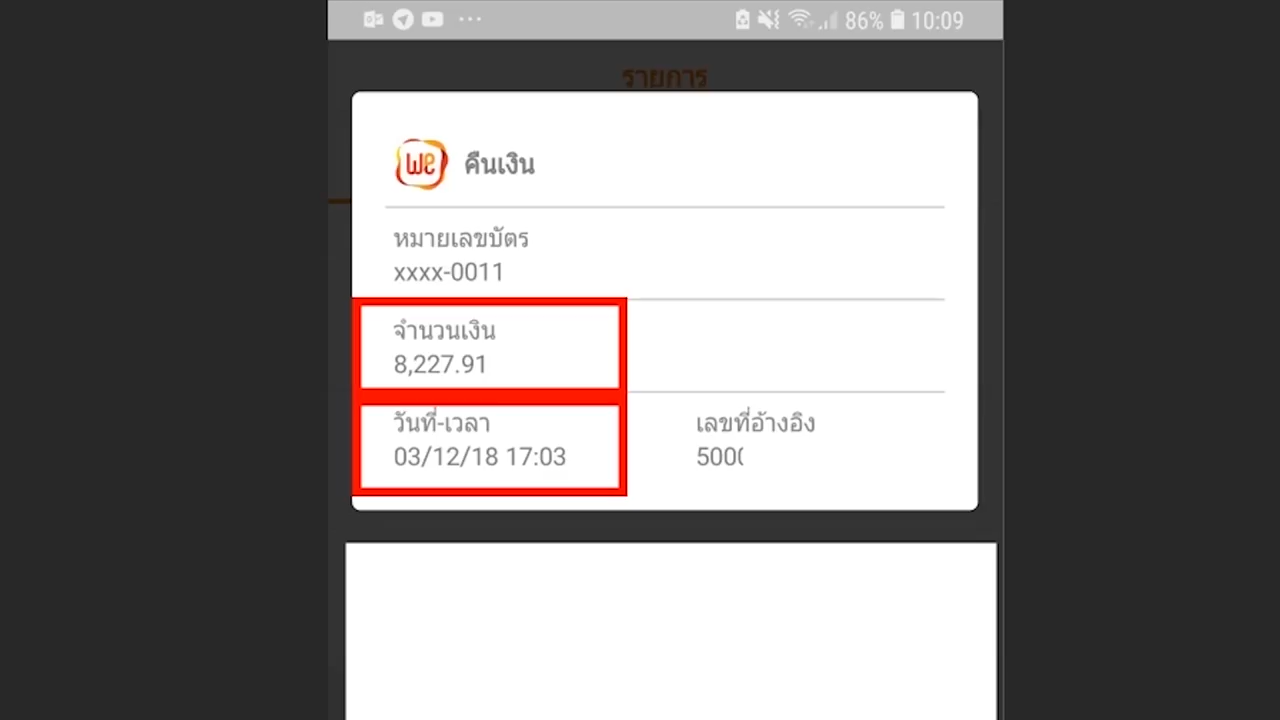 86% 10:09
รายการ
we คืนเงิน
หมายเลขบัตร
xxxx-0011
จำนวนเงิน
8,227.91
วันที่-เวลา
03/12/18 17:03
เลขที่อ้างอิง
500